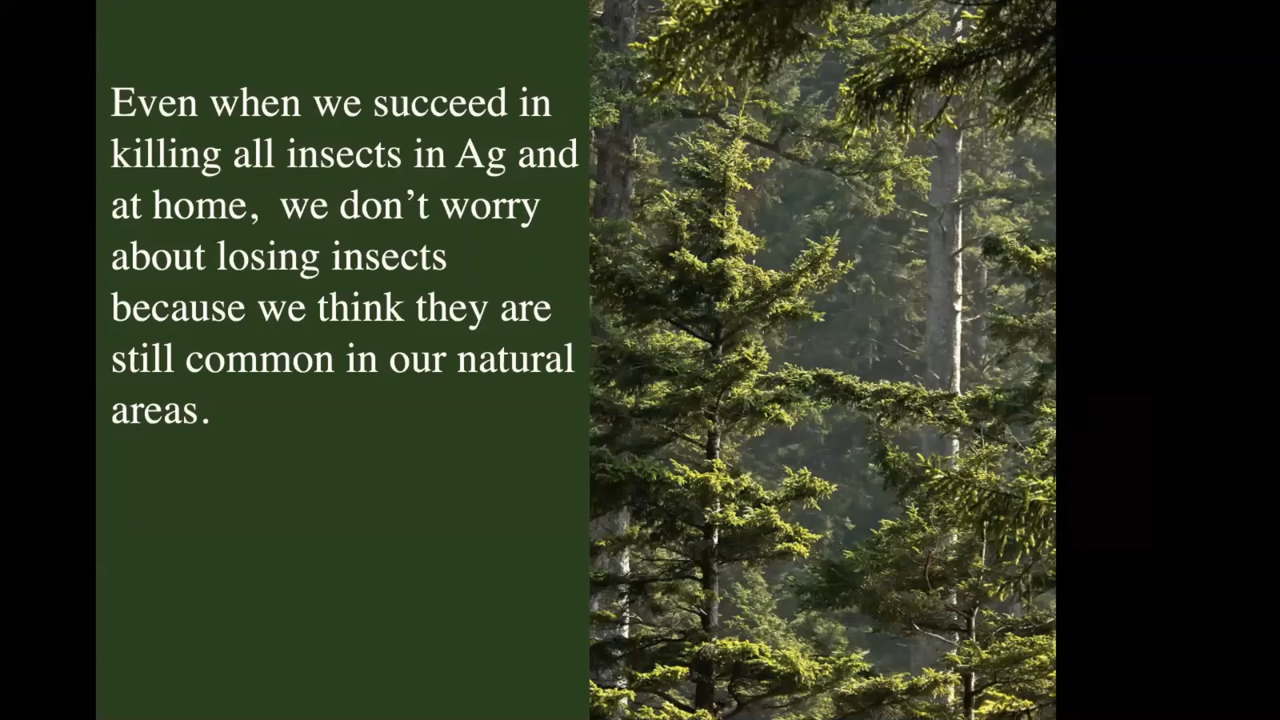 Even when we succeed in
killing all insects in Ag and
at home,  we don’t worry
about losing insects
because we think they are
still common in our natural
areas.